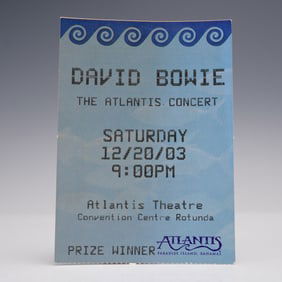 DAVID BOWIE
THE ATLANTIS CONCERT
SATURDAY
12/20/03
9:00PM
Atlantis Theatre
Convention Centre Rotunda
PRIZE WINNER ATLANTIS
PARADISE ISLAND, BAHAMAS